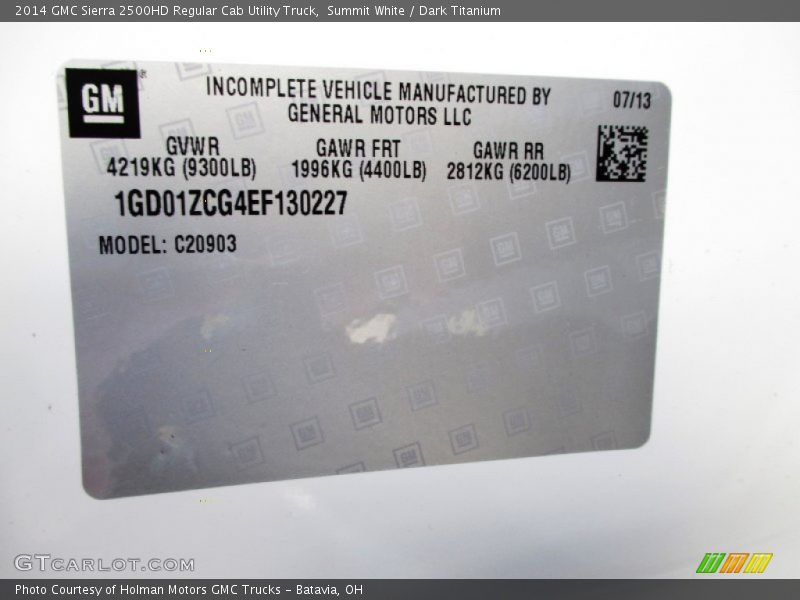 2014 GMC Sierra 2500HD Regular Cab Utility Truck, Summit White / Dark Titanium
GM®
INCOMPLETE VEHICLE MANUFACTURED BY
07/13
GENERAL MOTORS LLC
GVWR GAWR FRT GAWR RR
4219KG (9300LB) 1996KG (4400LB) 2812KG (6200LB)
1GD01ZCG4EF130227
MODEL: C20903
GTCARLOT.COM
Photo Courtesy of Holman Motors GMC Trucks - Batavia, OH